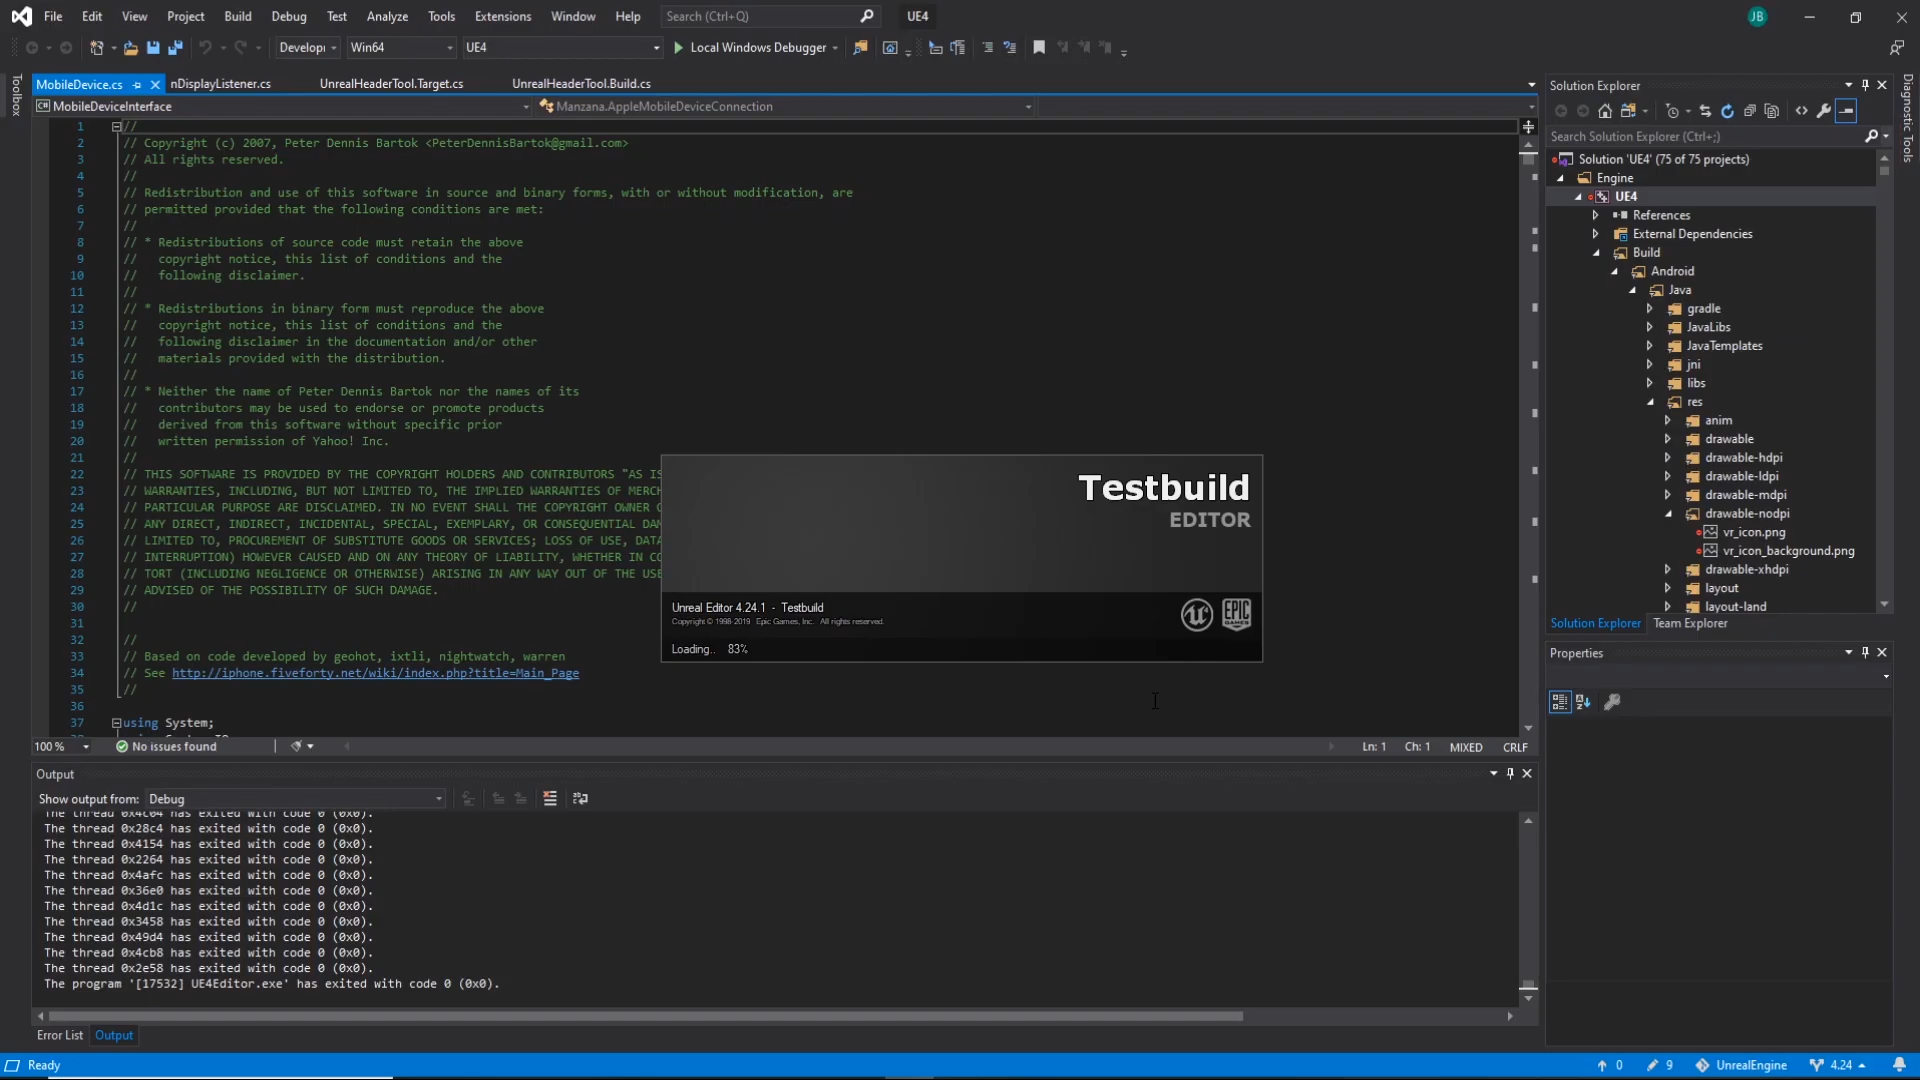 File Edit View Project Build Debug Test Analyze Tools Extensions Window Help Search (Ctrl+Q) UE4 JB
Develop Win64 UE4 Local Windows Debugger
Toolbox
MobileDevice.cs nDisplayListener.cs UnrealHeaderTool.Target.cs UnrealHeaderTool.Build.cs
MobileDeviceInterface Manzana.AppleMobileDeviceConnection
1 //
2 // Copyright (c) 2007, Peter Dennis Bartok <PeterDennisBartok@gmail.com>
3 // All rights reserved.
4 //
5 // Redistribution and use of this software in source and binary forms, with or without modification, are
6 // permitted provided that the following conditions are met:
7 //
8 // * Redistributions of source code must retain the above
9 //   copyright notice, this list of conditions and the
10 //   following disclaimer.
11 //
12 // * Redistributions in binary form must reproduce the above
13 //   copyright notice, this list of conditions and the
14 //   following disclaimer in the documentation and/or other
15 //   materials provided with the distribution.
16 //
17 // * Neither the name of Peter Dennis Bartok nor the names of its
18 //   contributors may be used to endorse or promote products
19 //   derived from this software without specific prior
20 //   written permission of Yahoo! Inc.
21 //
22 // THIS SOFTWARE IS PROVIDED BY THE COPYRIGHT HOLDERS AND CONTRIBUTORS "AS IS
23 // WARRANTIES, INCLUDING, BUT NOT LIMITED TO, THE IMPLIED WARRANTIES OF MERCH
24 // PARTICULAR PURPOSE ARE DISCLAIMED. IN NO EVENT SHALL THE COPYRIGHT OWNER O
25 // ANY DIRECT, INDIRECT, INCIDENTAL, SPECIAL, EXEMPLARY, OR CONSEQUENTIAL DAM
26 // LIMITED TO, PROCUREMENT OF SUBSTITUTE GOODS OR SERVICES; LOSS OF USE, DATA
27 // INTERRUPTION) HOWEVER CAUSED AND ON ANY THEORY OF LIABILITY, WHETHER IN CO
28 // TORT (INCLUDING NEGLIGENCE OR OTHERWISE) ARISING IN ANY WAY OUT OF THE USE
29 // ADVISED OF THE POSSIBILITY OF SUCH DAMAGE.
30 //
31
32 //
33 // Based on code developed by geohot, ixtli, nightwatch, warren
34 // See http://iphone.fiveforty.net/wiki/index.php?title=Main_Page
35 //
36
37 using System;
Testbuild
EDITOR
Unreal Editor 4.24.1 - Testbuild
Copyright © 1998-2019 Epic Games, Inc. All rights reserved.
EPIC GAMES
Loading.. 83%
100 % No issues found Ln: 1 Ch: 1 MIXED CRLF
Output
Show output from: Debug
The thread 0x4c04 has exited with code 0 (0x0).
The thread 0x28c4 has exited with code 0 (0x0).
The thread 0x4154 has exited with code 0 (0x0).
The thread 0x2264 has exited with code 0 (0x0).
The thread 0x4afc has exited with code 0 (0x0).
The thread 0x36e0 has exited with code 0 (0x0).
The thread 0x4d1c has exited with code 0 (0x0).
The thread 0x3458 has exited with code 0 (0x0).
The thread 0x49d4 has exited with code 0 (0x0).
The thread 0x4cb8 has exited with code 0 (0x0).
The thread 0x2e58 has exited with code 0 (0x0).
The program '[17532] UE4Editor.exe' has exited with code 0 (0x0).
Error List Output
Solution Explorer
Search Solution Explorer (Ctrl+;)
Solution 'UE4' (75 of 75 projects)
Engine
UE4
References
External Dependencies
Build
Android
Java
gradle
JavaLibs
JavaTemplates
jni
libs
res
anim
drawable
drawable-hdpi
drawable-ldpi
drawable-mdpi
drawable-nodpi
vr_icon.png
vr_icon_background.png
drawable-xhdpi
layout
layout-land
Solution Explorer Team Explorer
Properties
Diagnostic Tools
Ready 0 9 UnrealEngine 4.24